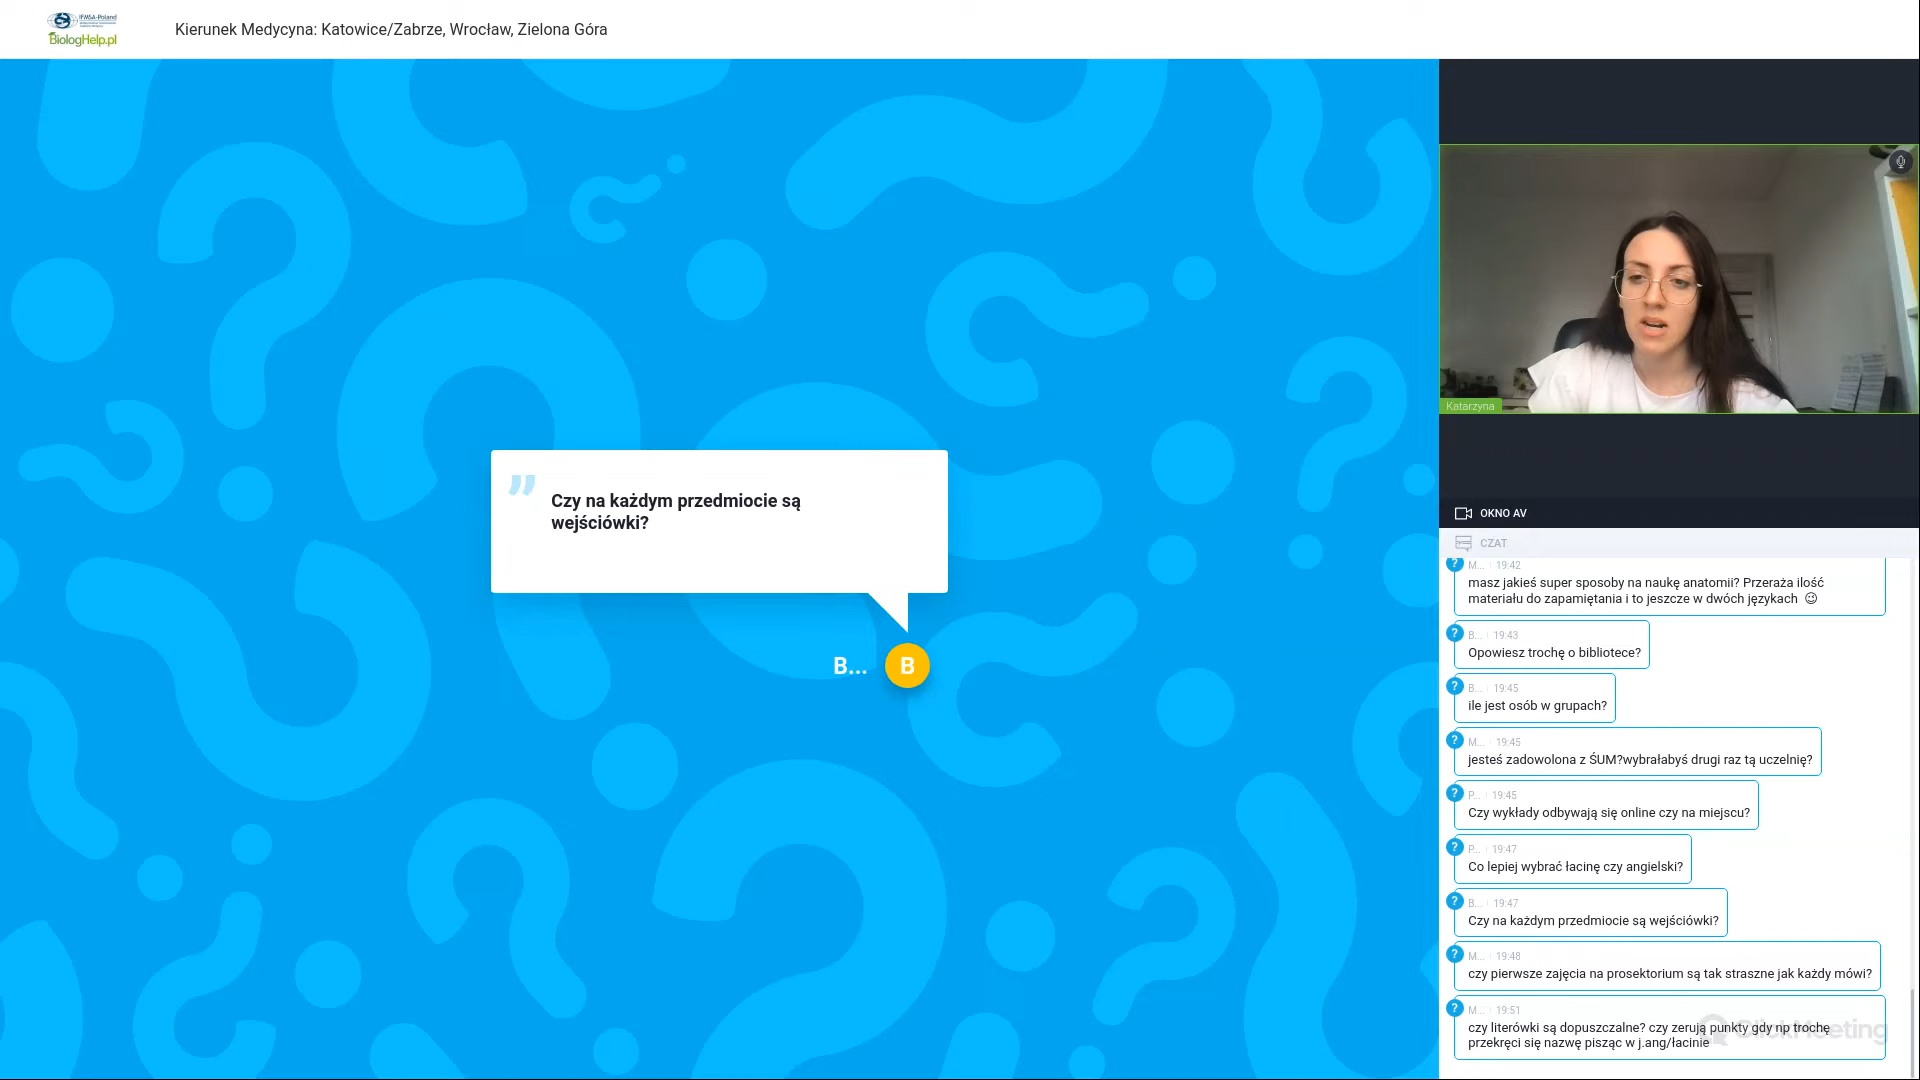 IFMSA-Poland
BiologHelp.pl
Kierunek Medycyna: Katowice/Zabrze, Wrocław, Zielona Góra
Czy na każdym przedmiocie są
wejściówki?
B...
B
Katarzyna
OKNO AV
CZAT
M... 19:42
masz jakieś super sposoby na naukę anatomii? Przeraża ilość
materiału do zapamiętania i to jeszcze w dwóch językach
B... 19:43
Opowiesz trochę o bibliotece?
B... 19:45
ile jest osób w grupach?
M... 19:45
jesteś zadowolona z ŚUM?wybrałabyś drugi raz tą uczelnię?
P... 19:45
Czy wykłady odbywają się online czy na miejscu?
P... 19:47
Co lepiej wybrać łacinę czy angielski?
B... 19:47
Czy na każdym przedmiocie są wejściówki?
M... 19:48
czy pierwsze zajęcia na prosektorium są tak straszne jak każdy mówi?
M... 19:51
czy literówki są dopuszczalne? czy zerują punkty gdy np trochę
przekręci się nazwę pisząc w j.ang/łacinie
ClickMeeting